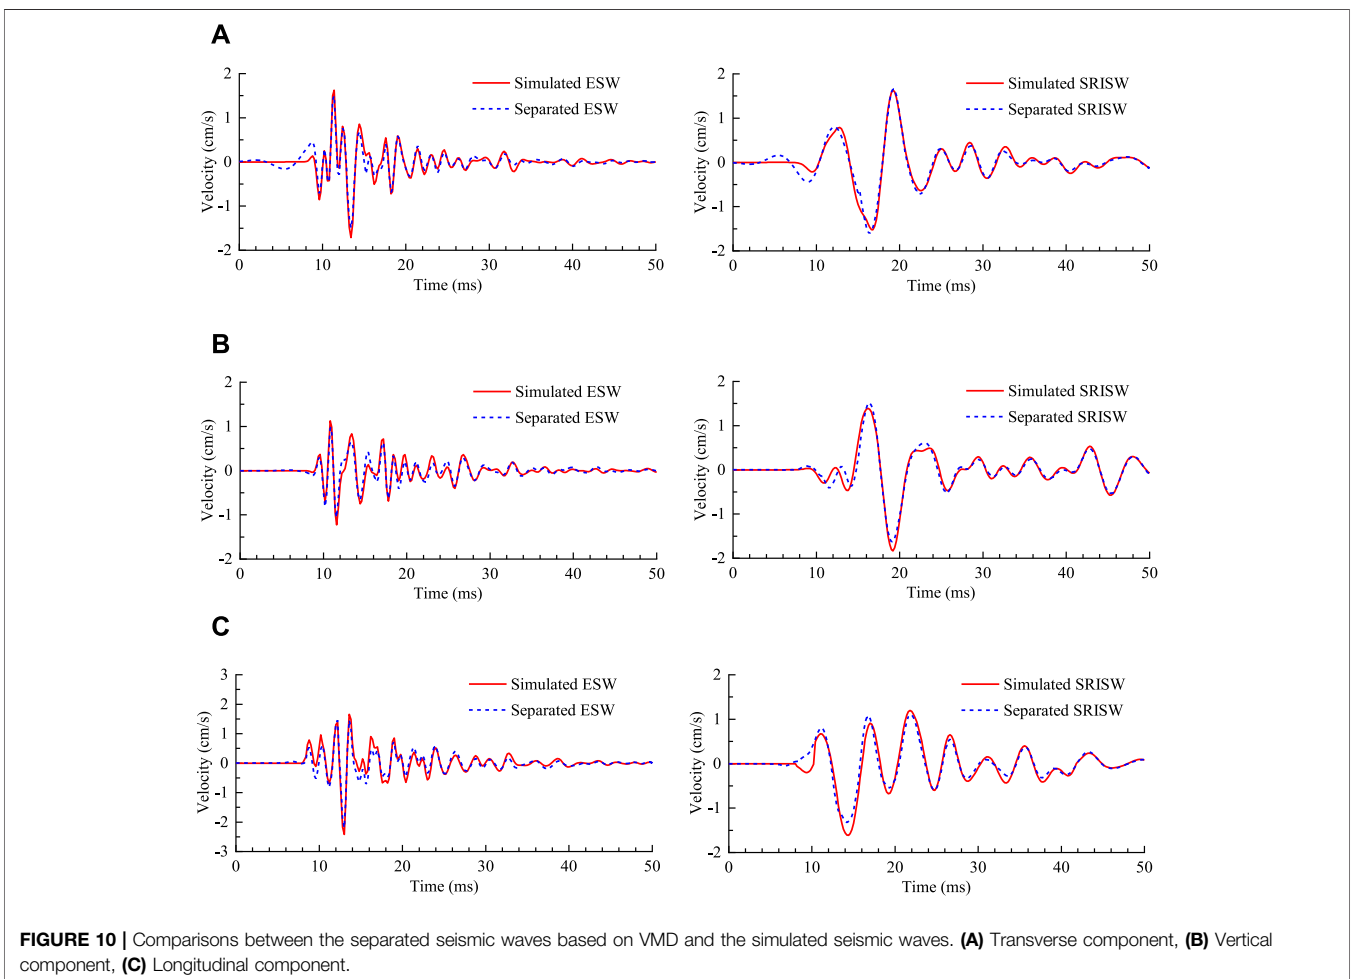 A
2
1
0
-1
-2
Velocity (cm/s)
Simulated ESW
Separated ESW
0 10 20 30 40 50
Time (ms)
2
1
0
-1
-2
Velocity (cm/s)
Simulated SRISW
Separated SRISW
0 10 20 30 40 50
Time (ms)
B
2
1
0
-1
-2
Velocity (cm/s)
Simulated ESW
Separated ESW
0 10 20 30 40 50
Time (ms)
2
1
0
-1
-2
Velocity (cm/s)
Simulated SRISW
Separated SRISW
0 10 20 30 40 50
Time (ms)
C
3
2
1
0
-1
-2
-3
Velocity (cm/s)
Simulated ESW
Separated ESW
0 10 20 30 40 50
Time (ms)
2
1
0
-1
-2
Velocity (cm/s)
Simulated SRISW
Separated SRISW
0 10 20 30 40 50
Time (ms)
FIGURE 10 | Comparisons between the separated seismic waves based on VMD and the simulated seismic waves. (A) Transverse component, (B) Vertical
component, (C) Longitudinal component.